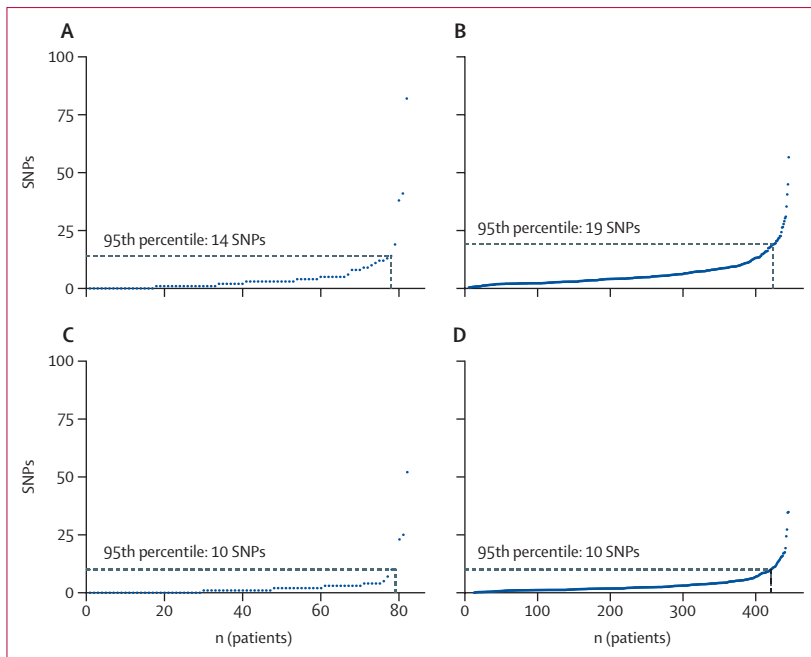 A
B
100
75
50
25
0
SNPs
95th percentile: 14 SNPs
95th percentile: 19 SNPs
C
D
100
75
50
25
0
SNPs
95th percentile: 10 SNPs
95th percentile: 10 SNPs
0 20 40 60 80
0 100 200 300 400
n (patients)
n (patients)